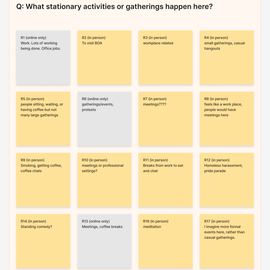 Q: What stationary activities or gatherings happen here?
R1 (online only)
Work. Lots of working
being done. Office jobs.
R2 (in person)
To visit BOA
R3 (in person)
workplace related
R4 (in person)
small gatherings, casual
hangouts
R5 (in person)
people sitting, waiting, or
having coffee but not
many large gatherings
R6 (online only)
gatherings/events,
protests
R7 (in person)
meetings????
R8 (in person)
feels like a work place,
people would have
meetings here
R9 (in person)
Smoking, getting coffee,
coffee chats
R10 (in person)
meetings or professional
settings?
R11 (in person)
Breaks from work to eat
and chat
R12 (in person)
Homeless harassment,
pride parade
R14 (in person)
Standing comedy?
R15 (online only)
Meetings, coffee breaks
R16 (in person)
meditation
R17 (in person)
I imagine more formal
events here, rather than
casual gatherings.